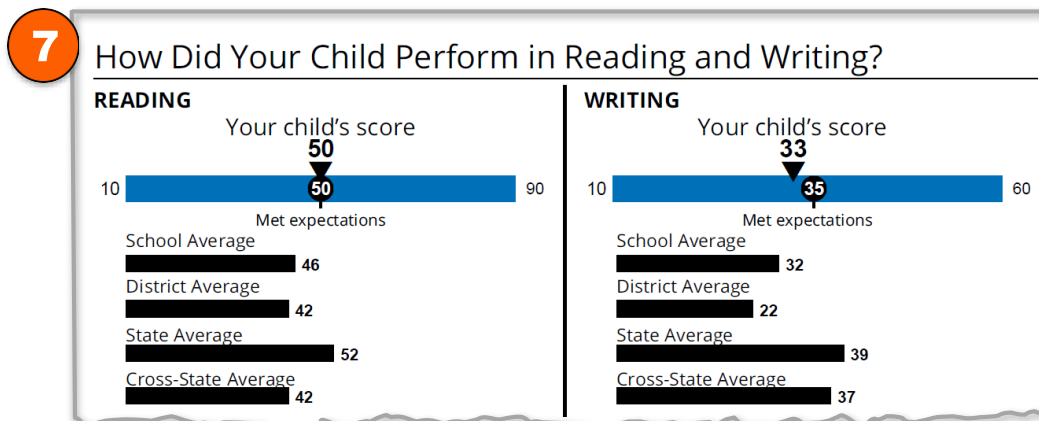 7
How Did Your Child Perform in Reading and Writing?
READING
Your child's score
50
10 50 90
Met expectations
School Average
46
District Average
42
State Average
52
Cross-State Average
42
WRITING
Your child's score
33
10 35 60
Met expectations
School Average
32
District Average
22
State Average
39
Cross-State Average
37